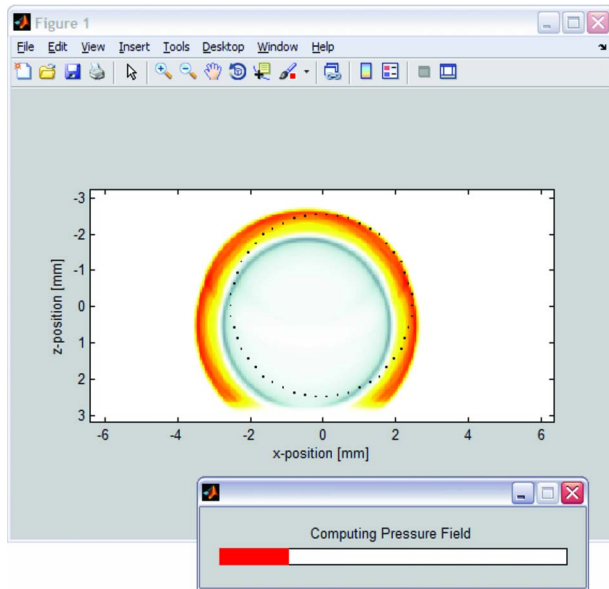 Figure 1
File Edit View Insert Tools Desktop Window Help
-3
-2
-1
0
1
2
3
z-position [mm]
-6 -4 -2 0 2 4 6
x-position [mm]
Computing Pressure Field